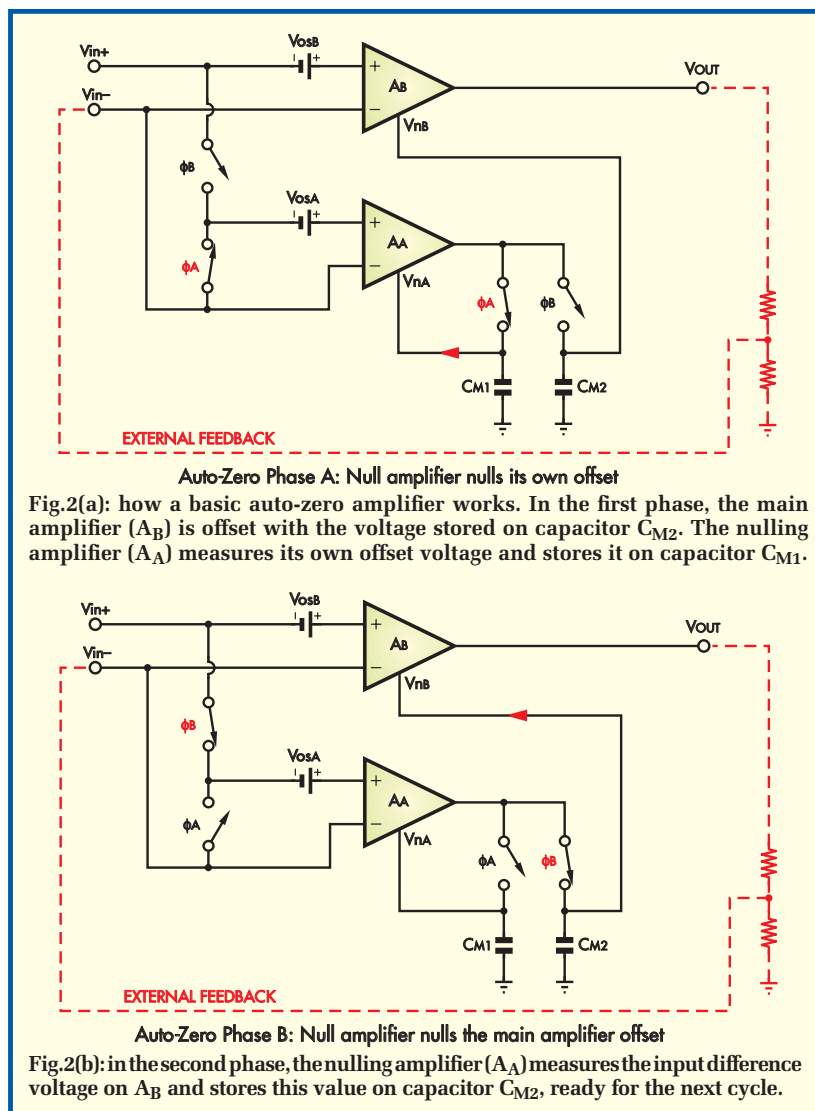 Vin+
VOSB
− +
+
AB
−
VnB
VOUT
Vin−
ϕB
VOSA
− +
+
AA
−
VnA
ϕA
ϕA
ϕB
CM1
CM2
EXTERNAL FEEDBACK
Auto-Zero Phase A: Null amplifier nulls its own offset
Fig.2(a): how a basic auto-zero amplifier works. In the first phase, the main
amplifier (AB) is offset with the voltage stored on capacitor CM2. The nulling
amplifier (AA) measures its own offset voltage and stores it on capacitor CM1.
Vin+
VOSB
− +
+
AB
−
VnB
VOUT
Vin−
ϕB
VOSA
− +
+
AA
−
VnA
ϕA
ϕA
ϕB
CM1
CM2
EXTERNAL FEEDBACK
Auto-Zero Phase B: Null amplifier nulls the main amplifier offset
Fig.2(b): in the second phase, the nulling amplifier (AA) measures the input difference
voltage on AB and stores this value on capacitor CM2, ready for the next cycle.